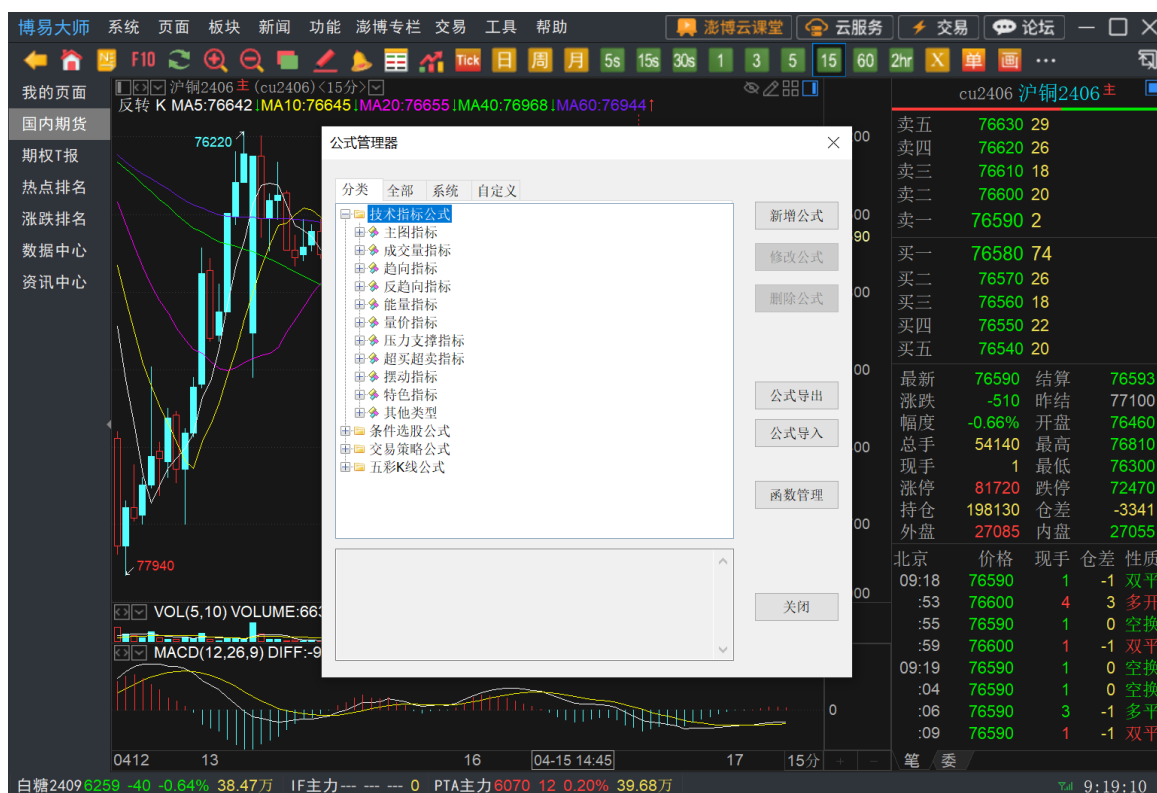 博易大师 系统 页面 板块 新闻 功能 澎博专栏 交易 工具 帮助 澎博云课堂 云服务 交易 论坛
F10 Tick 日 周 月 5s 15s 30s 1 3 5 15 60 2hr X 单 画
我的页面
国内期货
期权T报
热点排名
涨跌排名
数据中心
资讯中心
沪铜2406主 (cu2406)<15分>
反转 K MA5:76642↓MA10:76645↓MA20:76655↓MA40:76968↓MA60:76944↑
76220
77940
00
00
90
00
00
00
00
00
公式管理器
分类 全部 系统 自定义
技术指标公式
主图指标
成交量指标
趋向指标
反趋向指标
能量指标
量价指标
压力支撑指标
超买超卖指标
摆动指标
特色指标
其他类型
条件选股公式
交易策略公式
五彩K线公式
新增公式
修改公式
删除公式
公式导出
公式导入
函数管理
关闭
VOL(5,10) VOLUME:663
MACD(12,26,9) DIFF:-9
0
0412 13 16 04-15 14:45 17 15分 + -
cu2406 沪铜2406主
卖五 76630 29
卖四 76620 26
卖三 76610 18
卖二 76600 20
卖一 76590 2
买一 76580 74
买二 76570 26
买三 76560 18
买四 76550 22
买五 76540 20
最新 76590 结算 76593
涨跌 -510 昨结 77100
幅度 -0.66% 开盘 76460
总手 54140 最高 76810
现手 1 最低 76300
涨停 81720 跌停 72470
持仓 198130 仓差 -3341
外盘 27085 内盘 27055
北京 价格 现手 仓差 性质
09:18 76590 1 -1 双平
:53 76600 4 3 多开
:55 76590 1 0 空换
:59 76600 1 -1 双平
09:19 76590 1 0 空换
:04 76590 1 0 空换
:06 76590 3 -1 多平
:09 76590 1 -1 双平
笔 委
白糖2409 6259 -40 -0.64% 38.47万 IF主力 --- --- --- 0 PTA主力 6070 12 0.20% 39.68万 9:19:10